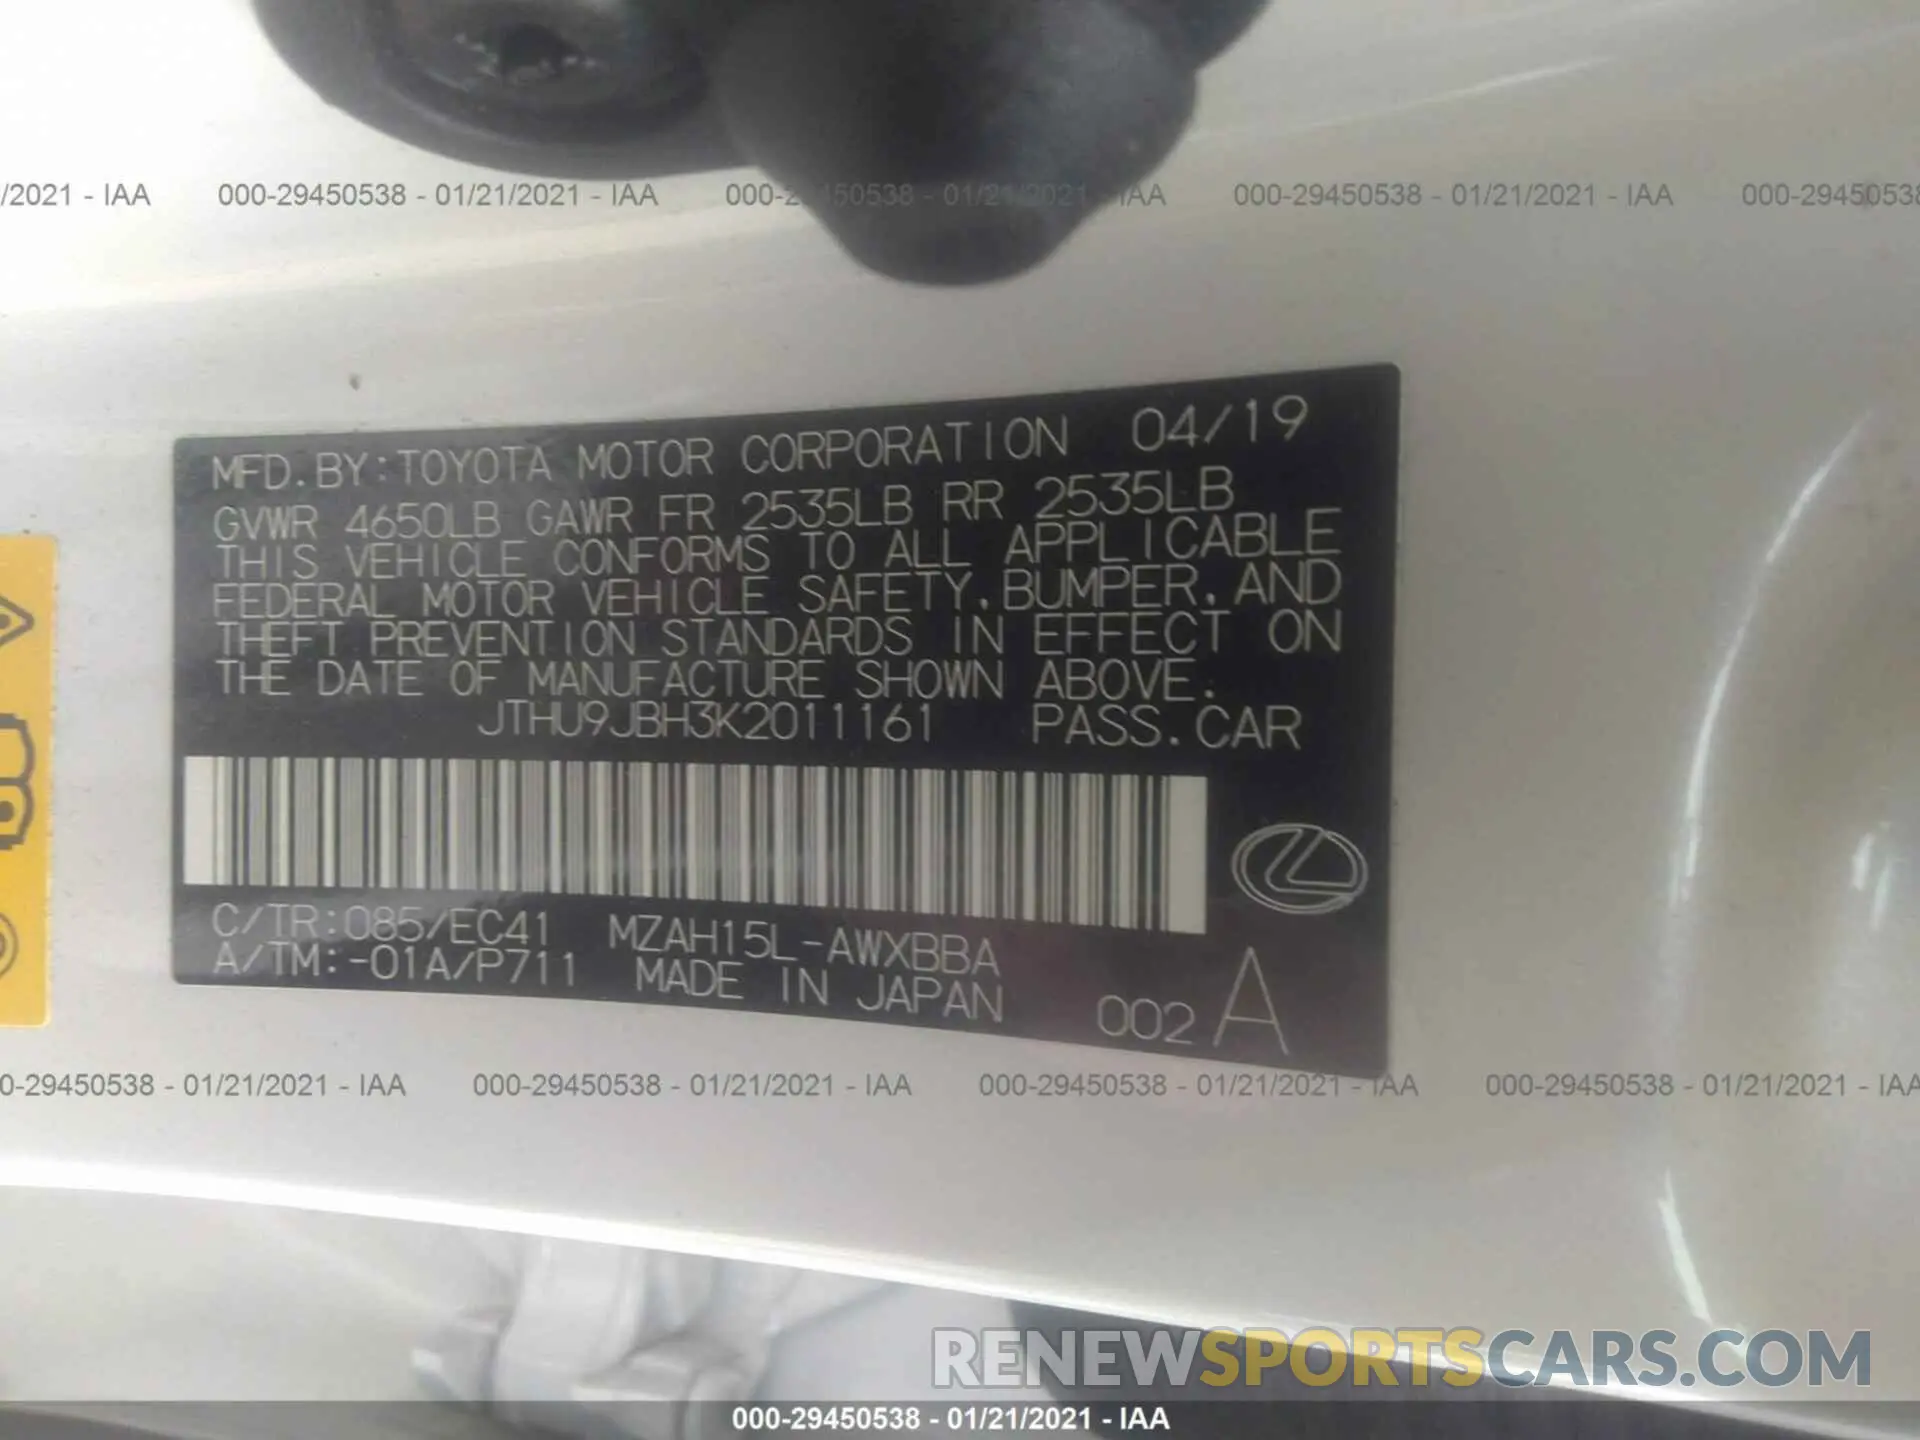 /2021 - IAA 000-29450538 - 01/21/2021 - IAA 000-29450538 - 01/21/2021 - IAA 000-29450538 - 01/21/2021 - IAA 000-2945053
MFD.BY:TOYOTA MOTOR CORPORATION 04/19
GVWR 4650LB GAWR FR 2535LB RR 2535LB
THIS VEHICLE CONFORMS TO ALL APPLICABLE
FEDERAL MOTOR VEHICLE SAFETY,BUMPER,AND
THEFT PREVENTION STANDARDS IN EFFECT ON
THE DATE OF MANUFACTURE SHOWN ABOVE.
JTHU9JBH3K2011161 PASS.CAR
C/TR:085/EC41 MZAH15L-AWXBBA
A/TM:-01A/P711 MADE IN JAPAN 002 A
0-29450538 - 01/21/2021 - IAA 000-29450538 - 01/21/2021 - IAA 000-29450538 - 01/21/2021 - IAA 000-29450538 - 01/21/2021 - IAA
RENEWSPORTSCARS.COM
000-29450538 - 01/21/2021 - IAA